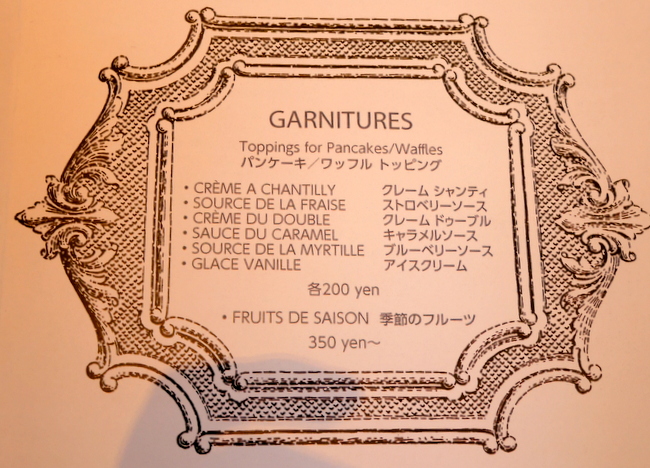 GARNITURES
Toppings for Pancakes/Waffles
パンケーキ／ワッフル トッピング
・CRÈME A CHANTILLY クレーム シャンティ
・SOURCE DE LA FRAISE ストロベリーソース
・CRÈME DU DOUBLE クレーム ドゥーブル
・SAUCE DU CARAMEL キャラメルソース
・SOURCE DE LA MYRTILLE ブルーベリーソース
・GLACE VANILLE アイスクリーム
各200 yen
・FRUITS DE SAISON 季節のフルーツ
350 yen〜